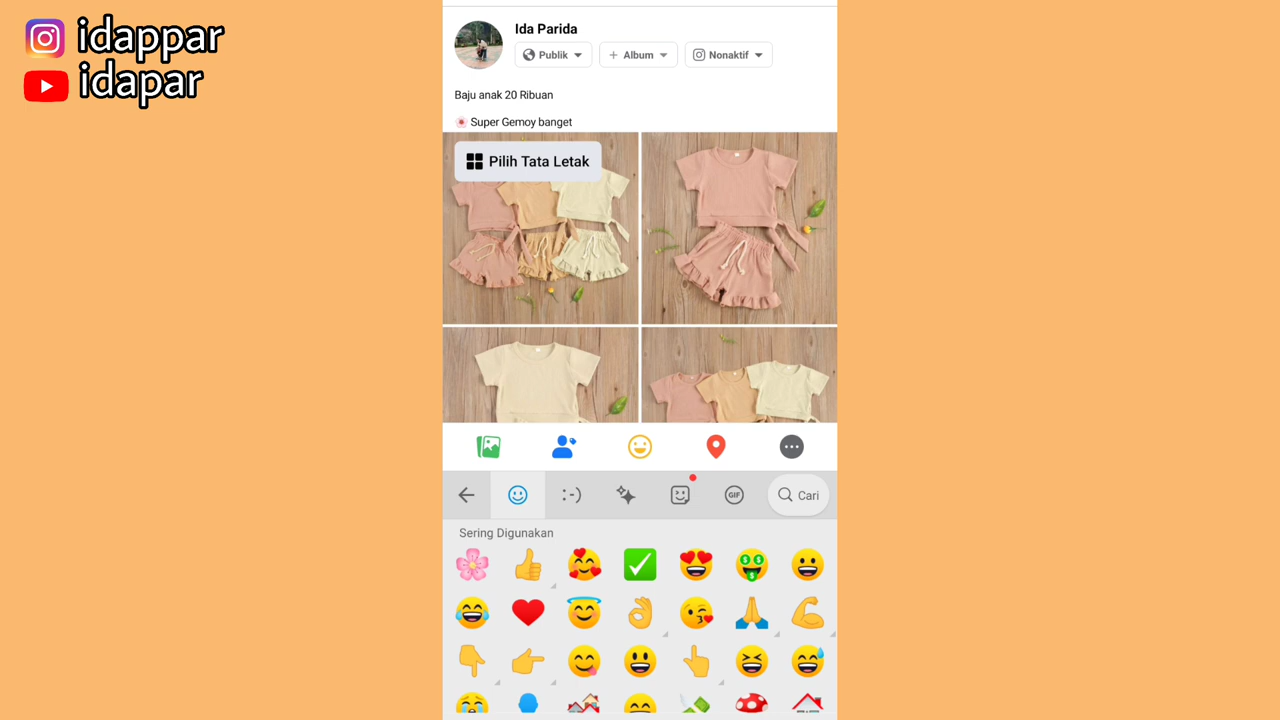 idappar
idapar
Ida Parida
Publik
+ Album
Nonaktif
Baju anak 20 Ribuan
🌸 Super Gemoy banget
Pilih Tata Letak
:-)
GIF
Cari
Sering Digunakan